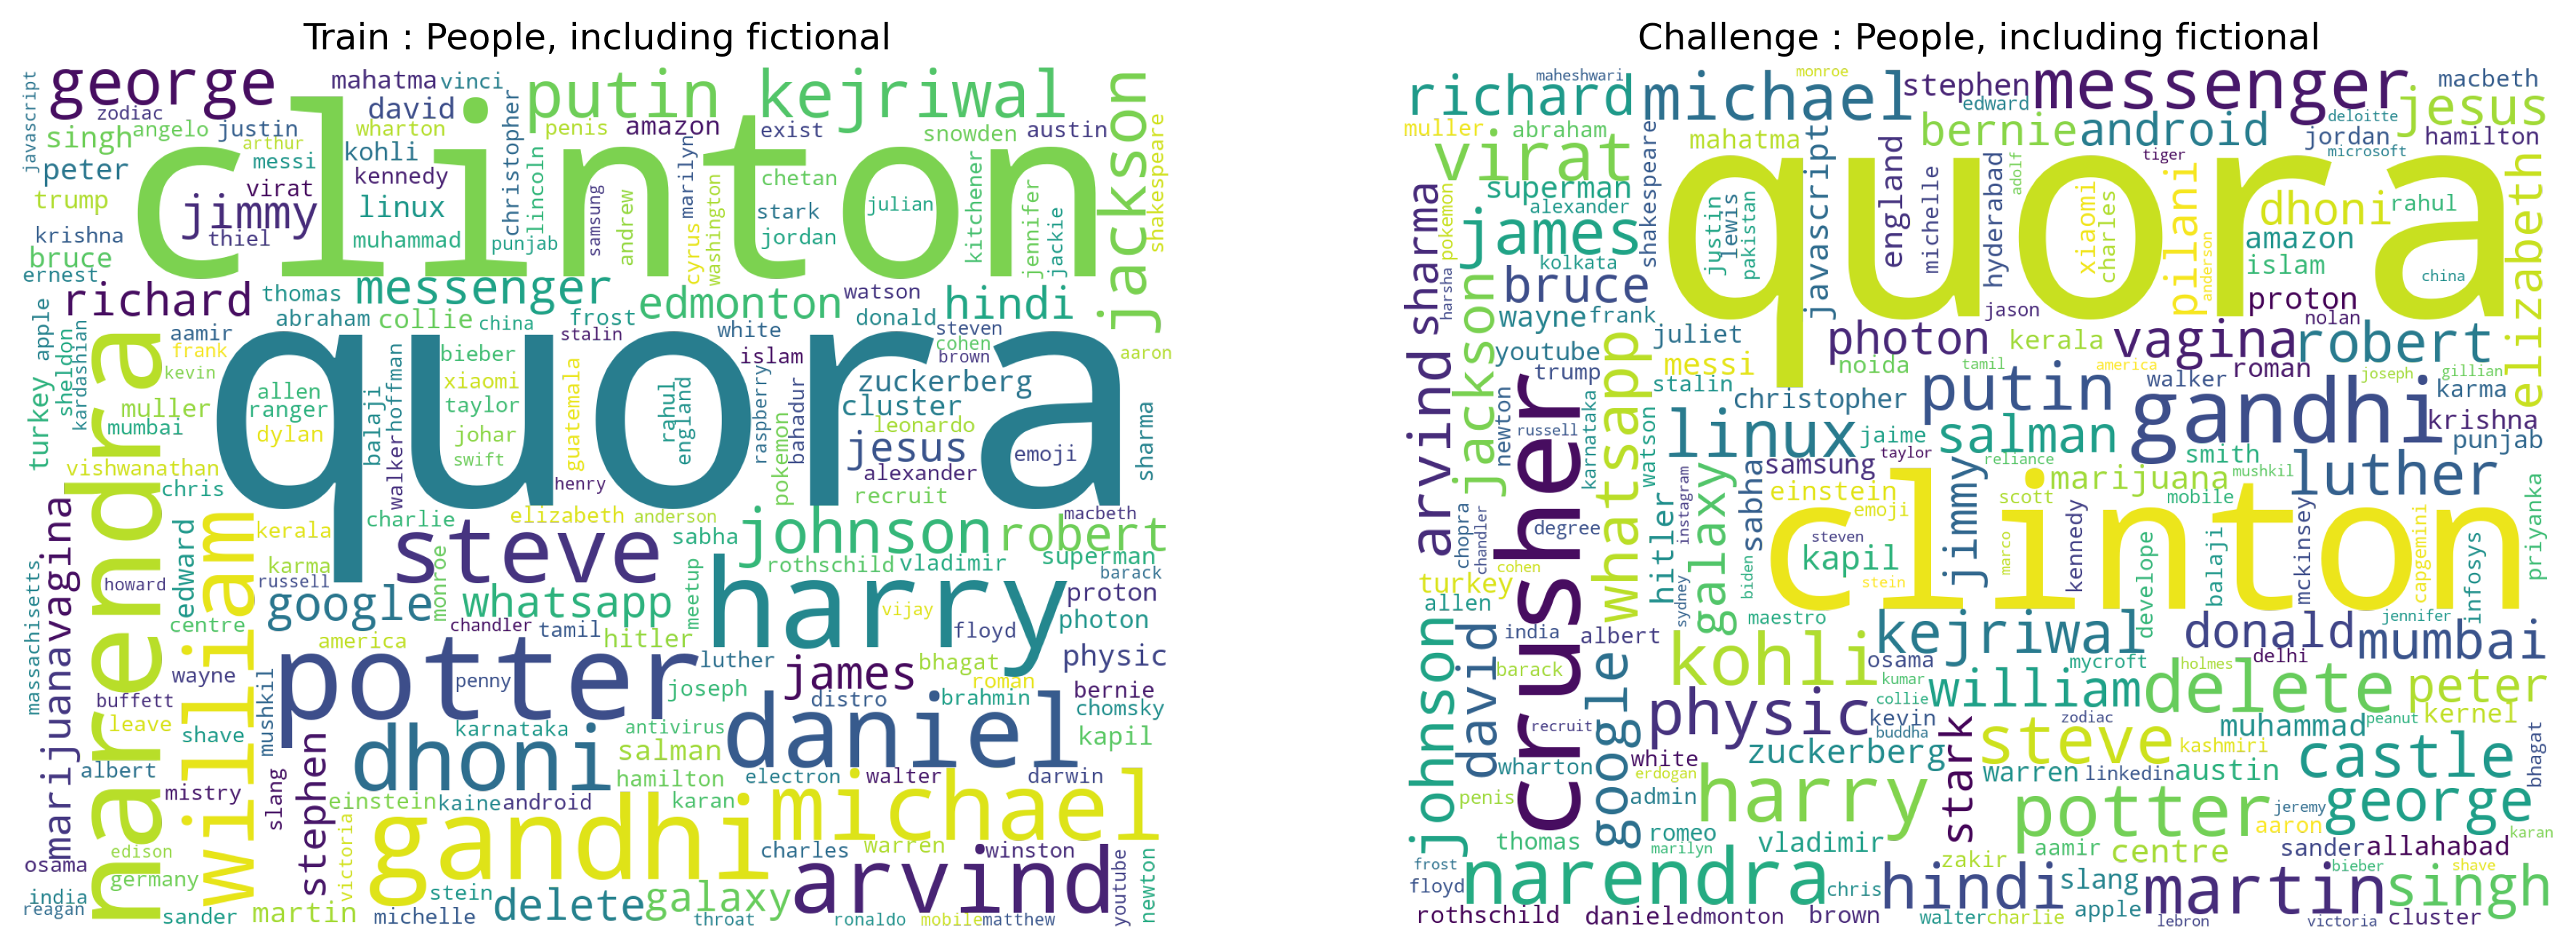 Train : People, including fictional
george
mahatma
vinci
putin
kejriwal
jackson
javascript
zodiac
david
christopher
singh
angelo
justin
wharton
penis
amazon
exist
snowden
austin
shakespeare
arthur
clinton
peter
messi
kohli
kennedy
lincoln
marilyn
chetan
trump
virat
jimmy
linux
samsung
andrew
stark
julian
kitchener
jennifer
jackie
krishna
thiel
muhammad
punjab
cyrus
washington
jordan
bruce
ernest
richard
thomas
messenger
edmonton
watson
hindi
abraham
collie
china
frost
stalin
white
donald
steven
cohen
brown
aaron
turkey
apple
sheldon
kardashian
aamir
frank
kevin
narendra
quora
bieber
islam
zuckerberg
allen
ranger
dylan
balaji
walker
hoffman
xiaomi
taylor
johar
swift
guatemala
rahul
england
raspberry
bahadur
cluster
leonardo
jesus
alexander
emoji
sharma
muller
mumbai
vishwanathan
chris
henry
pokemon
recruit
marijuana
vagina
william
kerala
charlie
elizabeth
anderson
steve
sabha
johnson
robert
macbeth
edward
karma
russell
howard
rothschild
vladimir
superman
barack
massachisetts
monroe
google
whatsapp
meetup
harry
vijay
proton
photon
centre
america
chandler
tamil
hitler
floyd
potter
penny
luther
james
bhagat
roman
physic
wayne
buffett
leave
shave
mushkil
joseph
distro
brahmin
bernie
chomsky
karnataka
antivirus
dhoni
salman
daniel
kapil
albert
mistry
slang
stephen
hamilton
electron
walter
darwin
einstein
kaine
android
karan
michael
victorian
gandhi
osama
edison
germany
charles
warren
winston
arvind
india
reagan
sander
martin
stein
michelle
delete
galaxy
throat
ronaldo
mobile
matthew
youtube
newton
Challenge : People, including fictional
richard
maheshwari
michael
monroe
stephen
edward
messenger
macbeth
jesus
muller
abraham
virat
shakespeare
mahatma
bernie
android
deloitte
jordan
hamilton
microsoft
superman
alexander
james
kolkata
pokemon
sharma
quora
justin
lewis
pakistan
javascript
england
michelle
hyderabad
adolf
tiger
xiaomi
charles
pilani
anderson
dhoni
rahul
amazon
islam
china
elizabeth
bruce
harsha
jackson
wayne
frank
juliet
photon
jason
kerala
vagina
proton
nolan
robert
youtube
trump
whatsapp
messi
stalin
noida
tamil
america
walker
roman
joseph
gillian
karma
arvind
crusher
newton
russell
karnataka
watson
christopher
putin
gandhi
krishna
punjab
linux
jaime
salman
samsung
taylor
reliance
smith
mushkil
luther
chopra
chandler
degree
cohen
hitler
instagram
galaxy
sabha
biden
einstein
emoji
jimmy
marijuana
scott
mobile
clinton
steven
kapil
stein
marco
kennedy
develope
balaji
mckinsey
capgemini
infosys
priyanka
turkey
allen
india
barack
albert
sydney
maestro
kejriwal
donald
jennifer
mumbai
johnson
david
google
kohli
osama
kumar
collie
mycroft
holmes
delhi
william
delete
peter
recruit
physic
kevin
buddha
zodiac
muhammad
peanut
kernel
wharton
white
erdogan
zuckerberg
stark
steve
kashmiri
castle
bhagat
penis
admin
harry
warren
linkedin
austin
potter
jeremy
george
aaron
karan
thomas
romeo
marilyn
vladimir
zakir
aamir
centre
sander
allahabad
frost
floyd
narendra
chris
hindi
slang
martin
bieber
shave
singh
rothschild
daniel
edmonton
brown
walter
charlie
apple
lebron
victoria
cluster